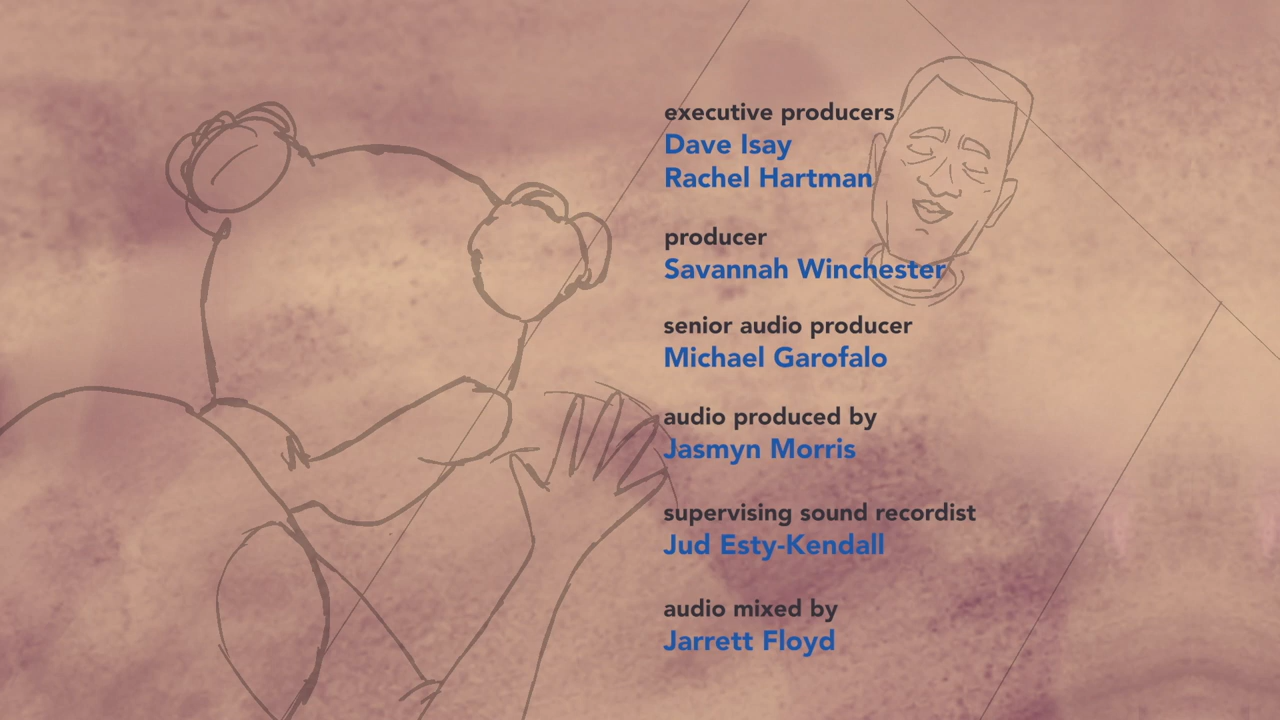 executive producers
Dave Isay
Rachel Hartman
producer
Savannah Winchester
senior audio producer
Michael Garofalo
audio produced by
Jasmyn Morris
supervising sound recordist
Jud Esty-Kendall
audio mixed by
Jarrett Floyd